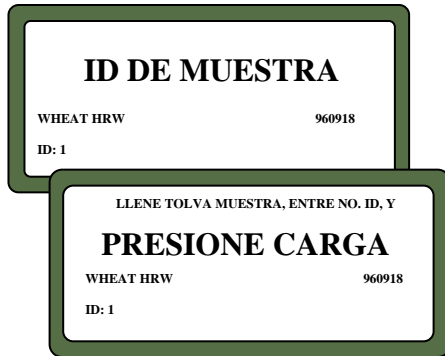 ID DE MUESTRA
WHEAT HRW 960918
ID: 1
LLENE TOLVA MUESTRA, ENTRE NO. ID, Y
PRESIONE CARGA
WHEAT HRW 960918
ID: 1